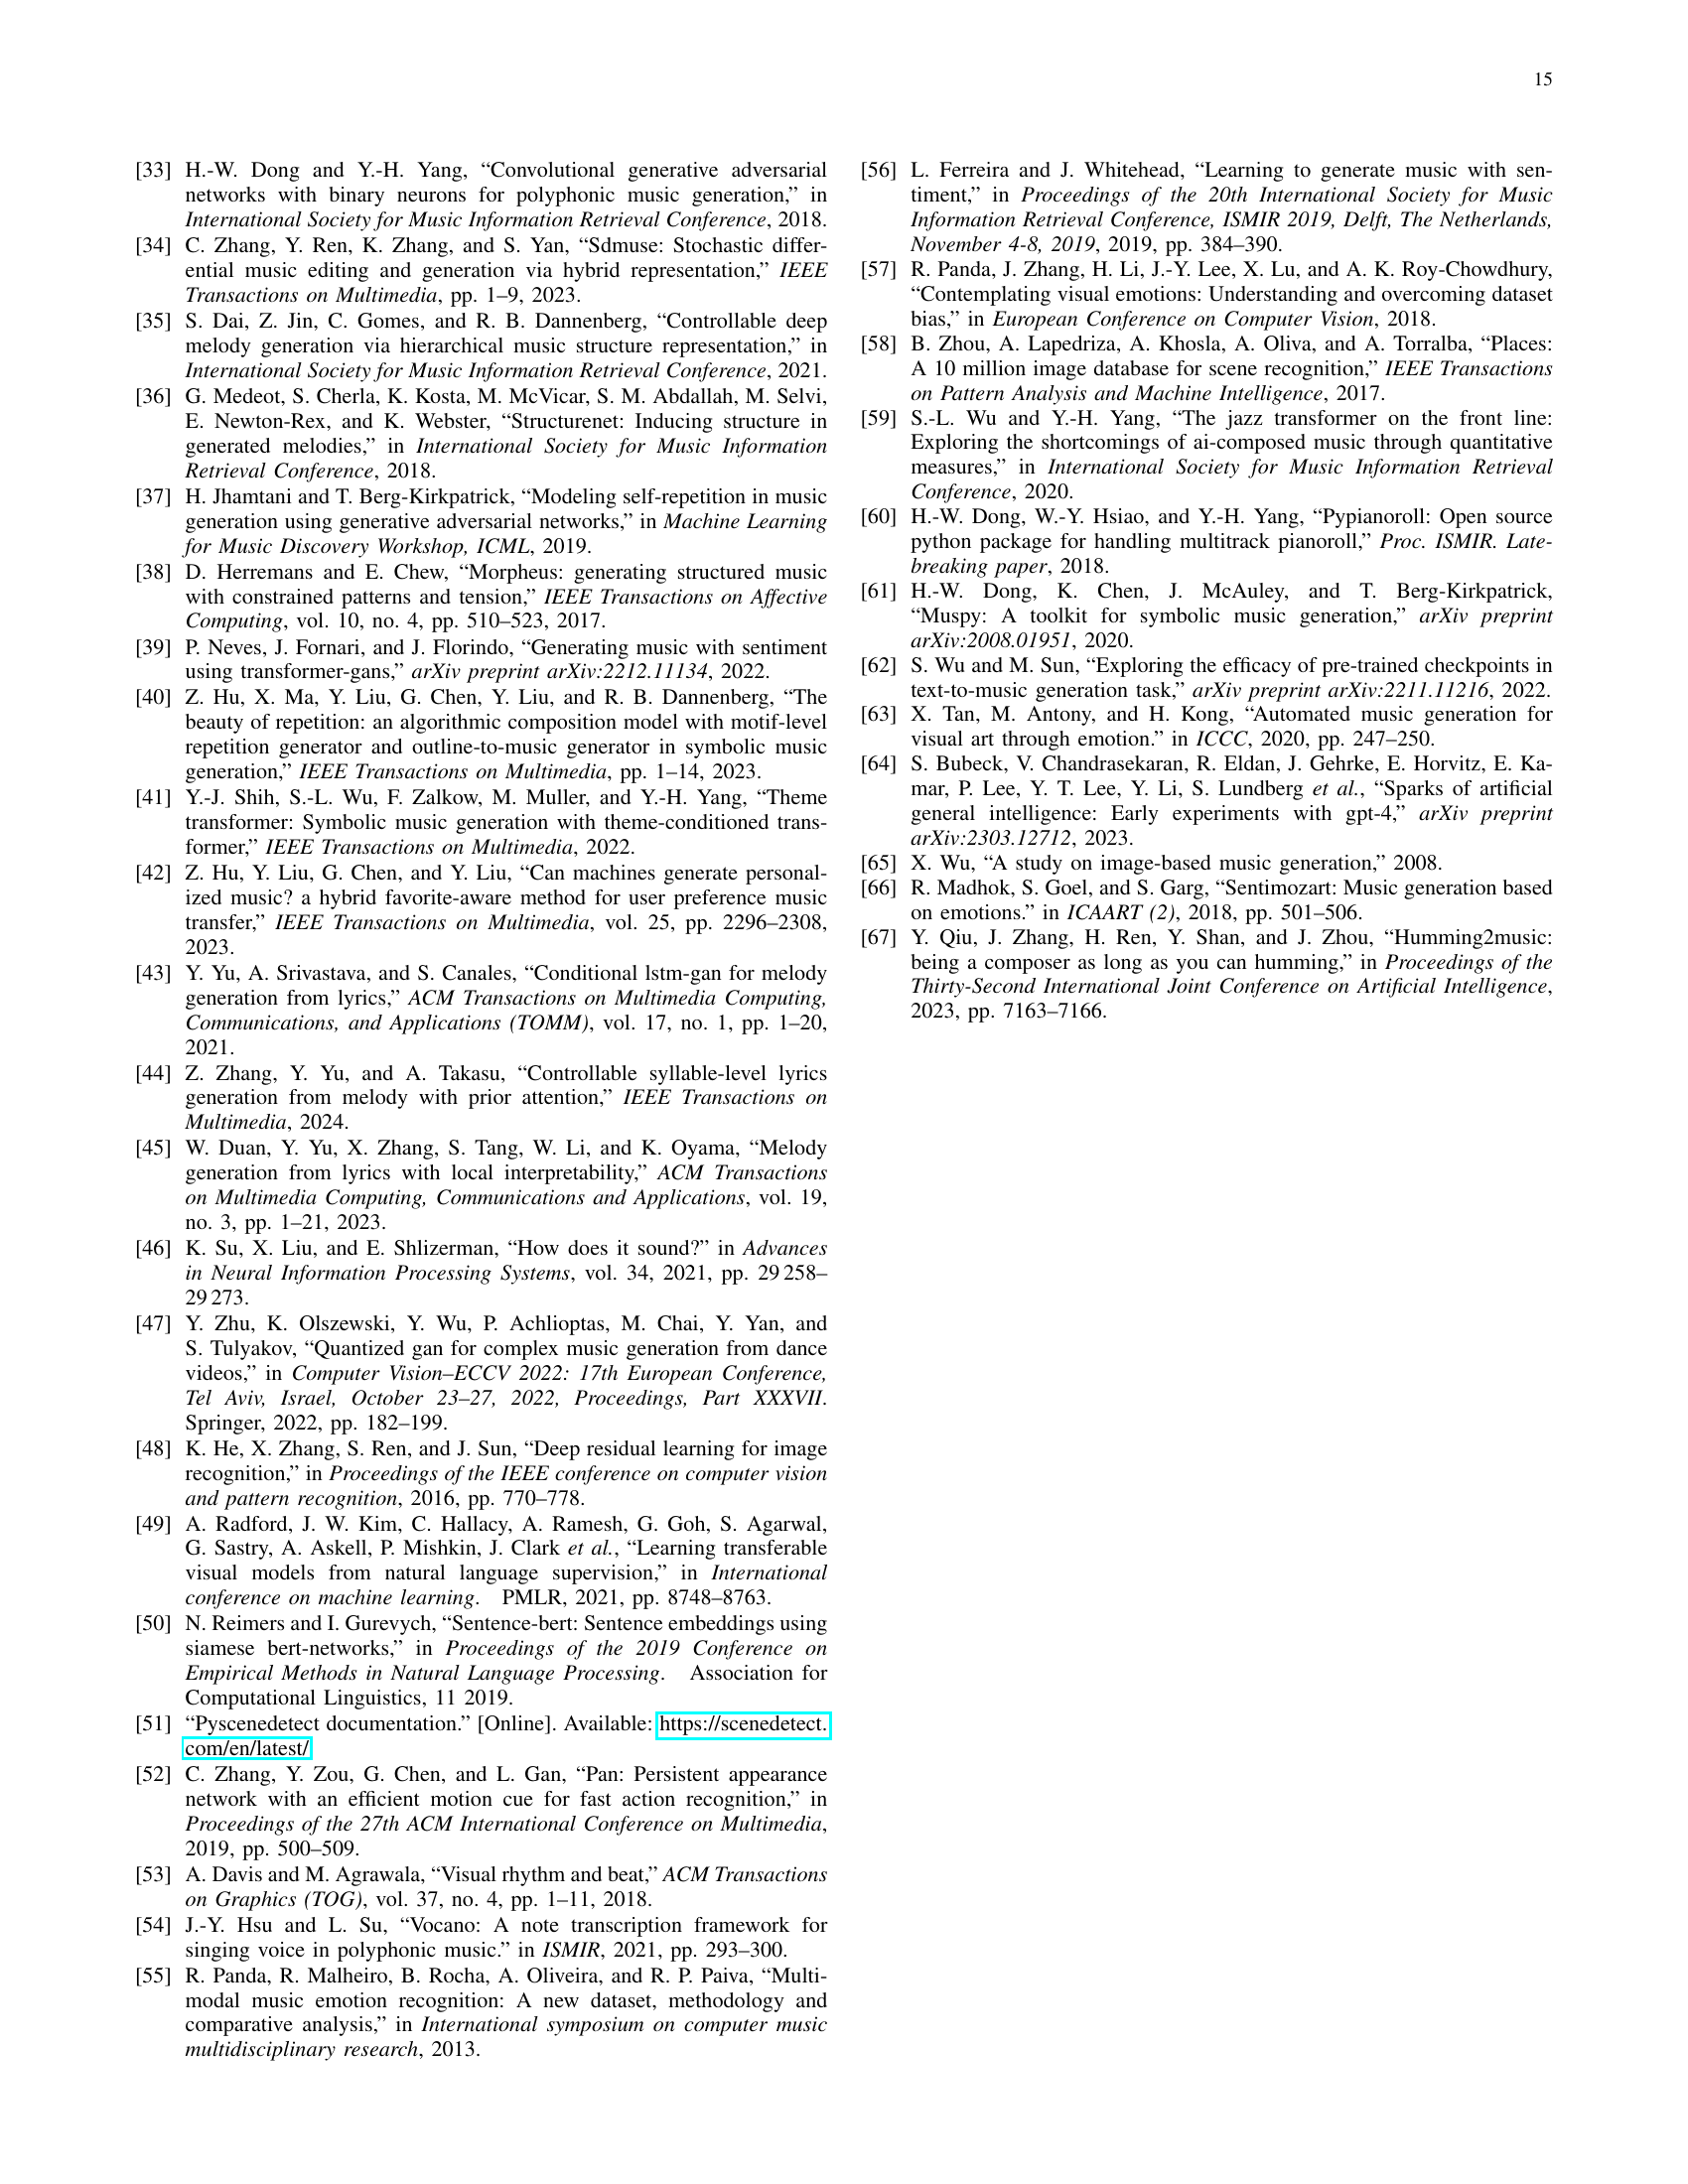 15
[33] H.-W. Dong and Y.-H. Yang, “Convolutional generative adversarial
networks with binary neurons for polyphonic music generation,” in
International Society for Music Information Retrieval Conference, 2018.
[34] C. Zhang, Y. Ren, K. Zhang, and S. Yan, “Sdmuse: Stochastic differ-
ential music editing and generation via hybrid representation,” IEEE
Transactions on Multimedia, pp. 1–9, 2023.
[35] S. Dai, Z. Jin, C. Gomes, and R. B. Dannenberg, “Controllable deep
melody generation via hierarchical music structure representation,” in
International Society for Music Information Retrieval Conference, 2021.
[36] G. Medeot, S. Cherla, K. Kosta, M. McVicar, S. M. Abdallah, M. Selvi,
E. Newton-Rex, and K. Webster, “Structurenet: Inducing structure in
generated melodies,” in International Society for Music Information
Retrieval Conference, 2018.
[37] H. Jhamtani and T. Berg-Kirkpatrick, “Modeling self-repetition in music
generation using generative adversarial networks,” in Machine Learning
for Music Discovery Workshop, ICML, 2019.
[38] D. Herremans and E. Chew, “Morpheus: generating structured music
with constrained patterns and tension,” IEEE Transactions on Affective
Computing, vol. 10, no. 4, pp. 510–523, 2017.
[39] P. Neves, J. Fornari, and J. Florindo, “Generating music with sentiment
using transformer-gans,” arXiv preprint arXiv:2212.11134, 2022.
[40] Z. Hu, X. Ma, Y. Liu, G. Chen, Y. Liu, and R. B. Dannenberg, “The
beauty of repetition: an algorithmic composition model with motif-level
repetition generator and outline-to-music generator in symbolic music
generation,” IEEE Transactions on Multimedia, pp. 1–14, 2023.
[41] Y.-J. Shih, S.-L. Wu, F. Zalkow, M. Muller, and Y.-H. Yang, “Theme
transformer: Symbolic music generation with theme-conditioned trans-
former,” IEEE Transactions on Multimedia, 2022.
[42] Z. Hu, Y. Liu, G. Chen, and Y. Liu, “Can machines generate personal-
ized music? a hybrid favorite-aware method for user preference music
transfer,” IEEE Transactions on Multimedia, vol. 25, pp. 2296–2308,
2023.
[43] Y. Yu, A. Srivastava, and S. Canales, “Conditional lstm-gan for melody
generation from lyrics,” ACM Transactions on Multimedia Computing,
Communications, and Applications (TOMM), vol. 17, no. 1, pp. 1–20,
2021.
[44] Z. Zhang, Y. Yu, and A. Takasu, “Controllable syllable-level lyrics
generation from melody with prior attention,” IEEE Transactions on
Multimedia, 2024.
[45] W. Duan, Y. Yu, X. Zhang, S. Tang, W. Li, and K. Oyama, “Melody
generation from lyrics with local interpretability,” ACM Transactions
on Multimedia Computing, Communications and Applications, vol. 19,
no. 3, pp. 1–21, 2023.
[46] K. Su, X. Liu, and E. Shlizerman, “How does it sound?” in Advances
in Neural Information Processing Systems, vol. 34, 2021, pp. 29 258–
29 273.
[47] Y. Zhu, K. Olszewski, Y. Wu, P. Achlioptas, M. Chai, Y. Yan, and
S. Tulyakov, “Quantized gan for complex music generation from dance
videos,” in Computer Vision–ECCV 2022: 17th European Conference,
Tel Aviv, Israel, October 23–27, 2022, Proceedings, Part XXXVII.
Springer, 2022, pp. 182–199.
[48] K. He, X. Zhang, S. Ren, and J. Sun, “Deep residual learning for image
recognition,” in Proceedings of the IEEE conference on computer vision
and pattern recognition, 2016, pp. 770–778.
[49] A. Radford, J. W. Kim, C. Hallacy, A. Ramesh, G. Goh, S. Agarwal,
G. Sastry, A. Askell, P. Mishkin, J. Clark et al., “Learning transferable
visual models from natural language supervision,” in International
conference on machine learning. PMLR, 2021, pp. 8748–8763.
[50] N. Reimers and I. Gurevych, “Sentence-bert: Sentence embeddings using
siamese bert-networks,” in Proceedings of the 2019 Conference on
Empirical Methods in Natural Language Processing. Association for
Computational Linguistics, 11 2019.
[51] “Pyscenedetect documentation.” [Online]. Available: https://scenedetect.
com/en/latest/
[52] C. Zhang, Y. Zou, G. Chen, and L. Gan, “Pan: Persistent appearance
network with an efficient motion cue for fast action recognition,” in
Proceedings of the 27th ACM International Conference on Multimedia,
2019, pp. 500–509.
[53] A. Davis and M. Agrawala, “Visual rhythm and beat,” ACM Transactions
on Graphics (TOG), vol. 37, no. 4, pp. 1–11, 2018.
[54] J.-Y. Hsu and L. Su, “Vocano: A note transcription framework for
singing voice in polyphonic music.” in ISMIR, 2021, pp. 293–300.
[55] R. Panda, R. Malheiro, B. Rocha, A. Oliveira, and R. P. Paiva, “Multi-
modal music emotion recognition: A new dataset, methodology and
comparative analysis,” in International symposium on computer music
multidisciplinary research, 2013.
[56] L. Ferreira and J. Whitehead, “Learning to generate music with sen-
timent,” in Proceedings of the 20th International Society for Music
Information Retrieval Conference, ISMIR 2019, Delft, The Netherlands,
November 4-8, 2019, 2019, pp. 384–390.
[57] R. Panda, J. Zhang, H. Li, J.-Y. Lee, X. Lu, and A. K. Roy-Chowdhury,
“Contemplating visual emotions: Understanding and overcoming dataset
bias,” in European Conference on Computer Vision, 2018.
[58] B. Zhou, A. Lapedriza, A. Khosla, A. Oliva, and A. Torralba, “Places:
A 10 million image database for scene recognition,” IEEE Transactions
on Pattern Analysis and Machine Intelligence, 2017.
[59] S.-L. Wu and Y.-H. Yang, “The jazz transformer on the front line:
Exploring the shortcomings of ai-composed music through quantitative
measures,” in International Society for Music Information Retrieval
Conference, 2020.
[60] H.-W. Dong, W.-Y. Hsiao, and Y.-H. Yang, “Pypianoroll: Open source
python package for handling multitrack pianoroll,” Proc. ISMIR. Late-
breaking paper, 2018.
[61] H.-W. Dong, K. Chen, J. McAuley, and T. Berg-Kirkpatrick,
“Muspy: A toolkit for symbolic music generation,” arXiv preprint
arXiv:2008.01951, 2020.
[62] S. Wu and M. Sun, “Exploring the efficacy of pre-trained checkpoints in
text-to-music generation task,” arXiv preprint arXiv:2211.11216, 2022.
[63] X. Tan, M. Antony, and H. Kong, “Automated music generation for
visual art through emotion.” in ICCC, 2020, pp. 247–250.
[64] S. Bubeck, V. Chandrasekaran, R. Eldan, J. Gehrke, E. Horvitz, E. Ka-
mar, P. Lee, Y. T. Lee, Y. Li, S. Lundberg et al., “Sparks of artificial
general intelligence: Early experiments with gpt-4,” arXiv preprint
arXiv:2303.12712, 2023.
[65] X. Wu, “A study on image-based music generation,” 2008.
[66] R. Madhok, S. Goel, and S. Garg, “Sentimozart: Music generation based
on emotions.” in ICAART (2), 2018, pp. 501–506.
[67] Y. Qiu, J. Zhang, H. Ren, Y. Shan, and J. Zhou, “Humming2music:
being a composer as long as you can humming,” in Proceedings of the
Thirty-Second International Joint Conference on Artificial Intelligence,
2023, pp. 7163–7166.